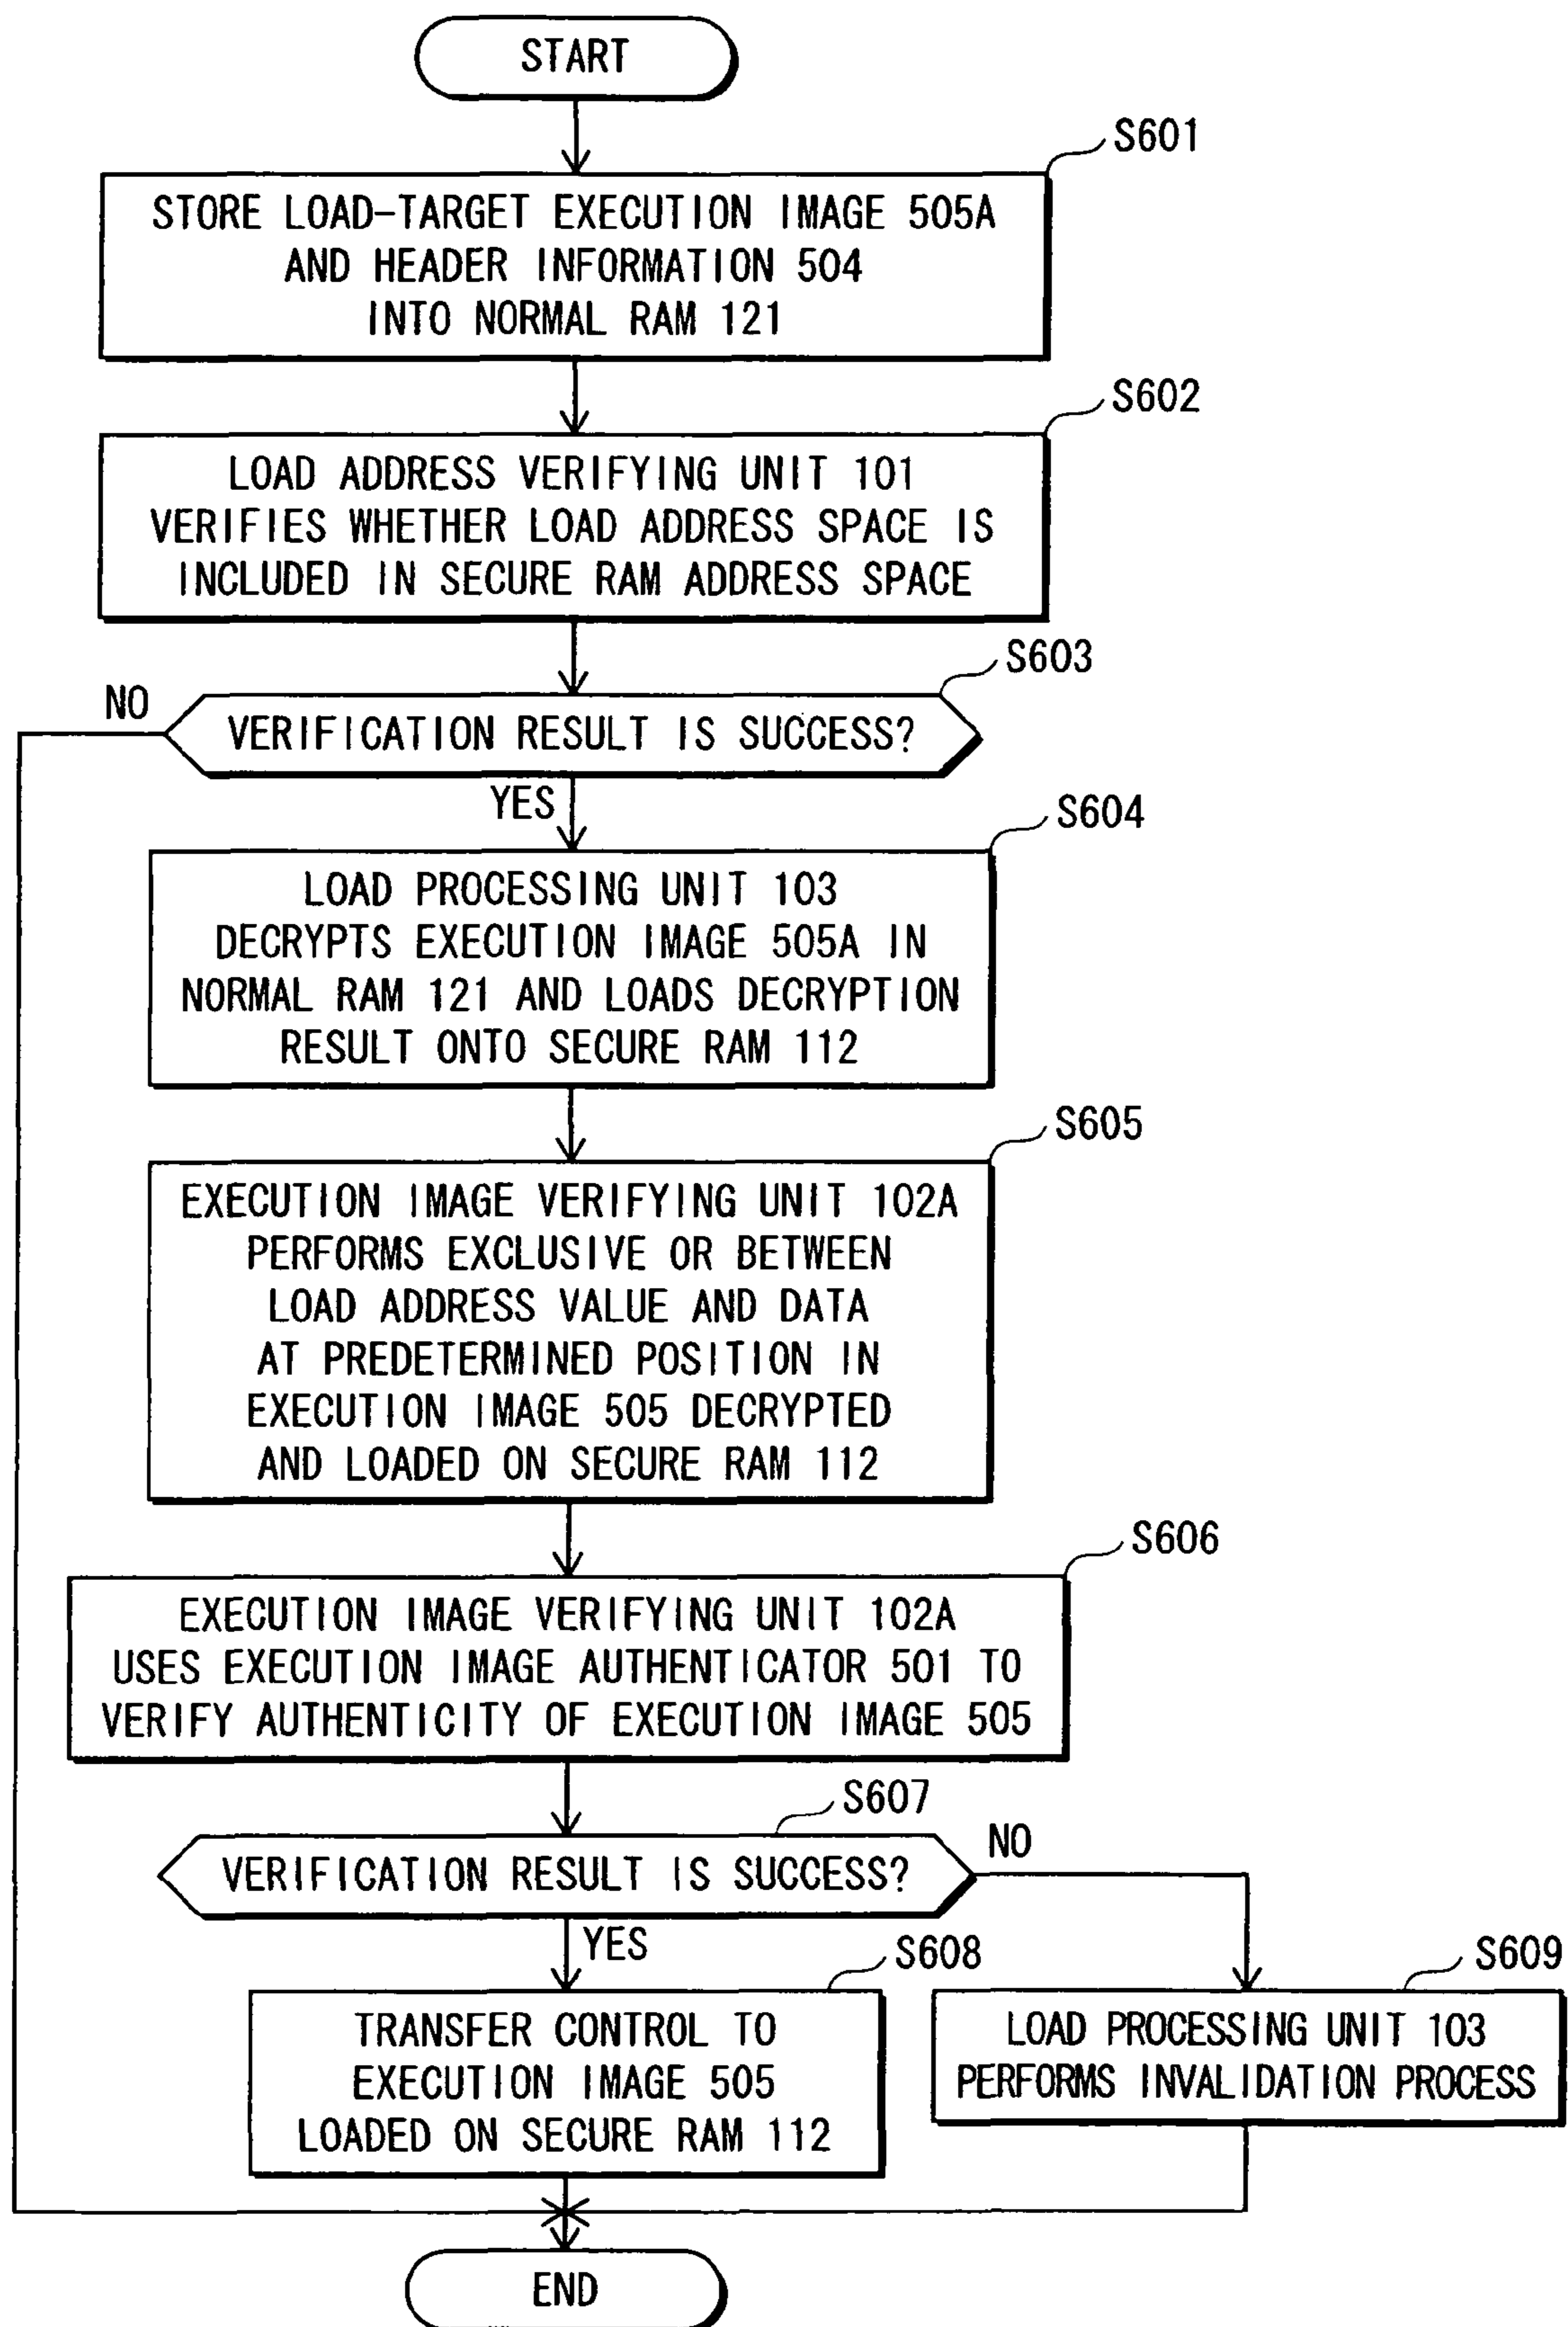 START
S601
STORE LOAD-TARGET EXECUTION IMAGE 505A
AND HEADER INFORMATION 504
INTO NORMAL RAM 121
S602
LOAD ADDRESS VERIFYING UNIT 101
VERIFIES WHETHER LOAD ADDRESS SPACE IS
INCLUDED IN SECURE RAM ADDRESS SPACE
S603
NO
VERIFICATION RESULT IS SUCCESS?
YES
S604
LOAD PROCESSING UNIT 103
DECRYPTS EXECUTION IMAGE 505A IN
NORMAL RAM 121 AND LOADS DECRYPTION
RESULT ONTO SECURE RAM 112
S605
EXECUTION IMAGE VERIFYING UNIT 102A
PERFORMS EXCLUSIVE OR BETWEEN
LOAD ADDRESS VALUE AND DATA
AT PREDETERMINED POSITION IN
EXECUTION IMAGE 505 DECRYPTED
AND LOADED ON SECURE RAM 112
S606
EXECUTION IMAGE VERIFYING UNIT 102A
USES EXECUTION IMAGE AUTHENTICATOR 501 TO
VERIFY AUTHENTICITY OF EXECUTION IMAGE 505
S607
VERIFICATION RESULT IS SUCCESS?
NO
YES
S608
TRANSFER CONTROL TO
EXECUTION IMAGE 505
LOADED ON SECURE RAM 112
S609
LOAD PROCESSING UNIT 103
PERFORMS INVALIDATION PROCESS
END